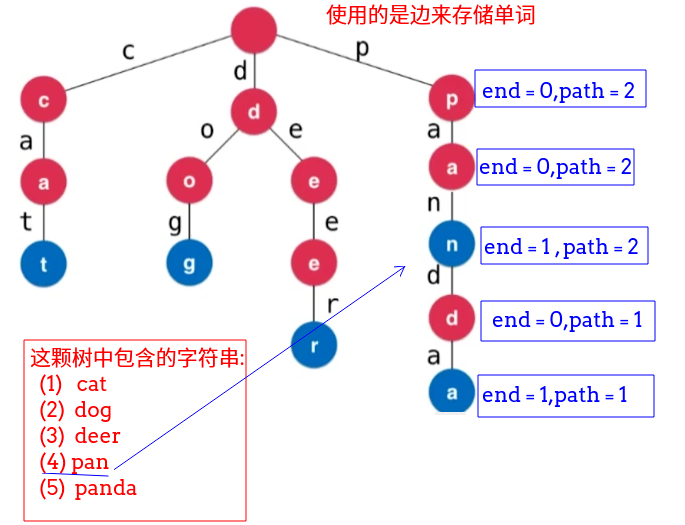 使用的是边来存储单词
c
d
p
c
d
p
end = 0,path = 2
a
o
e
a
a
o
e
a
end = 0,path = 2
t
g
e
n
t
g
e
n
end = 1 , path = 2
r
d
r
d
end = 0,path = 1
a
a
end = 1,path = 1
这颗树中包含的字符串:
(1) cat
(2) dog
(3) deer
(4) pan
(5) panda